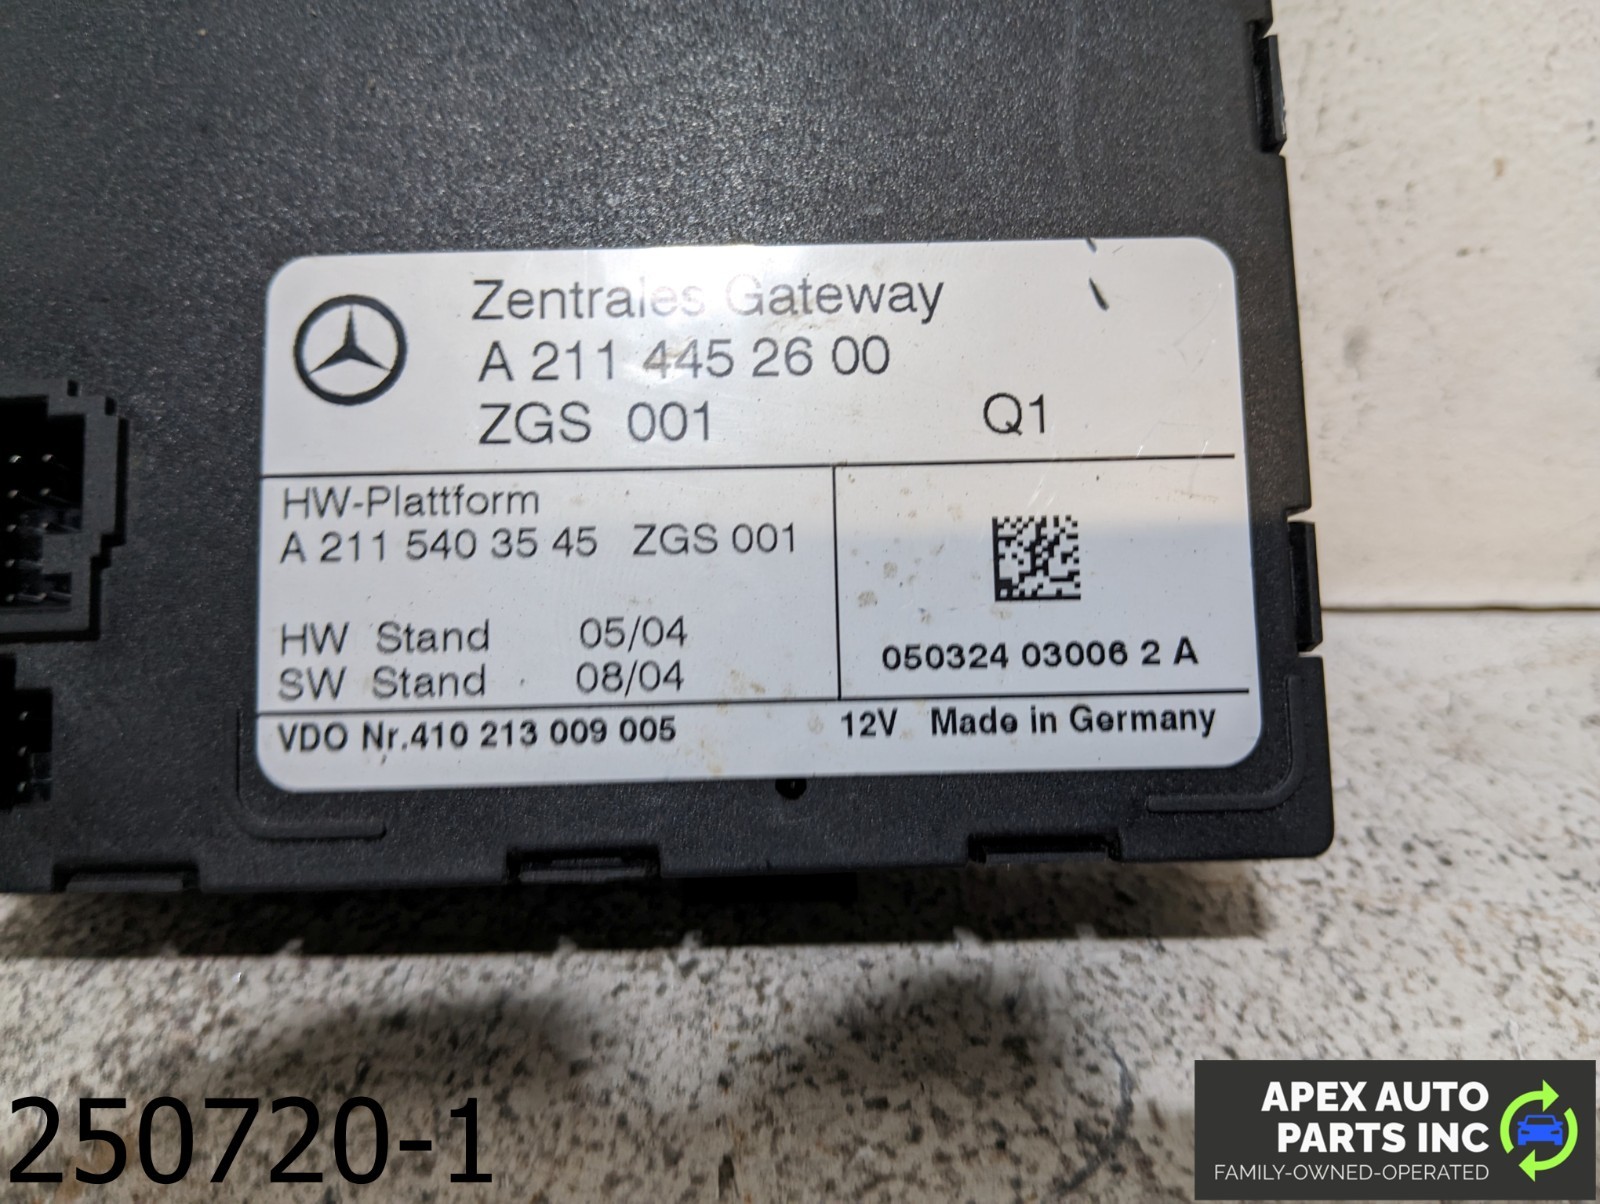 Zentrales Gateway
A 211 445 26 00
ZGS 001 Q1
HW-Plattform
A 211 540 35 45 ZGS 001
HW Stand 05/04
SW Stand 08/04
050324 03006 2 A
VDO Nr.410 213 009 005 12V Made in Germany
250720-1
APEX AUTO
PARTS INC
FAMILY-OWNED-OPERATED